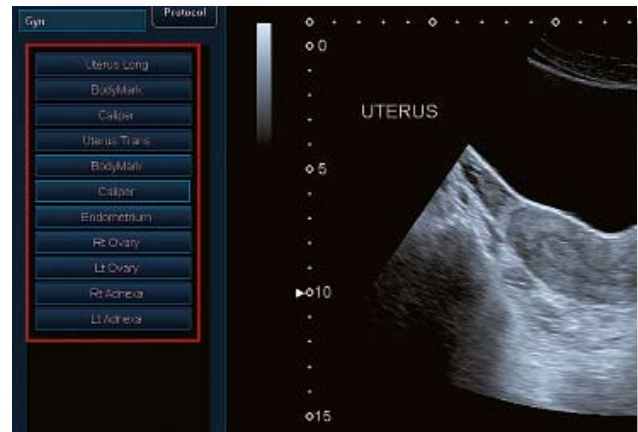 Gyn
Protocol
Uterus Long
BodyMark
Caliper
Uterus Trans
BodyMark
Caliper
Endometrium
Rt Ovary
Lt Ovary
Rt Adnexa
Lt Adnexa
UTERUS
0
5
10
15